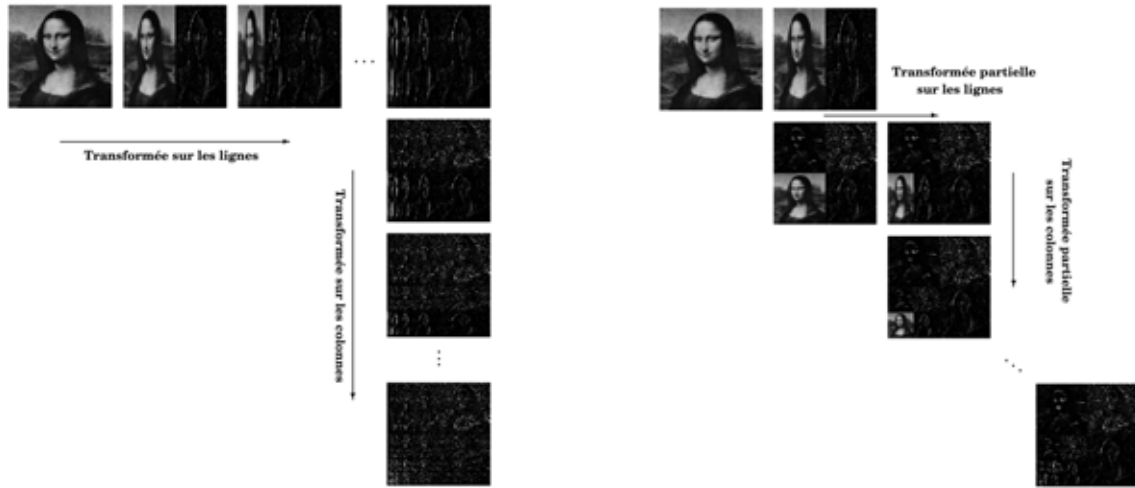 Transformée sur les lignes
Transformée sur les colonnes
Transformée partielle
sur les lignes
Transformée partielle
sur les colonnes